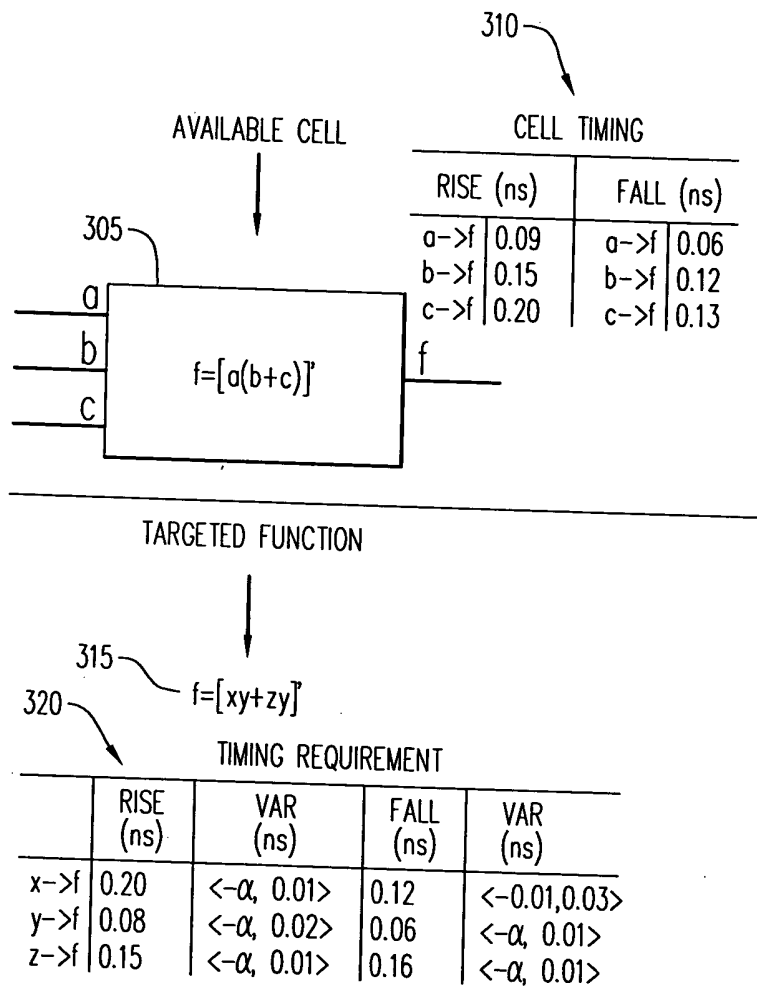 310
AVAILABLE CELL
CELL TIMING
RISE (ns) FALL (ns)
305
a->f 0.09 a->f 0.06
b->f 0.15 b->f 0.12
c->f 0.20 c->f 0.13
a
b
c
f=[a(b+c)]'
f
TARGETED FUNCTION
315
f=[xy+zy]'
320
TIMING REQUIREMENT
RISE (ns) VAR (ns) FALL (ns) VAR (ns)
x->f 0.20 <-α, 0.01> 0.12 <-0.01,0.03>
y->f 0.08 <-α, 0.02> 0.06 <-α, 0.01>
z->f 0.15 <-α, 0.01> 0.16 <-α, 0.01>